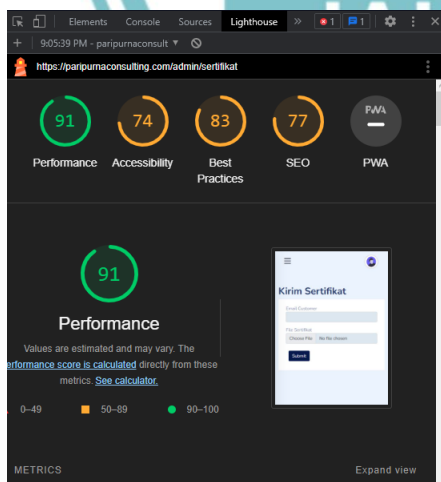 Elements Console Sources Lighthouse » 1 1
+ 9:05:39 PM - paripurnaconsult
https://paripurnaconsulting.com/admin/sertifikat
91 74 83 77 PWA
Performance Accessibility Best Practices SEO PWA
91
Performance
Values are estimated and may vary. The
performance score is calculated directly from these
metrics. See calculator.
0–49 50–89 90–100
Kirim Sertifikat
Email Customer
File Sertifikat
Choose File No file chosen
Submit
METRICS Expand view